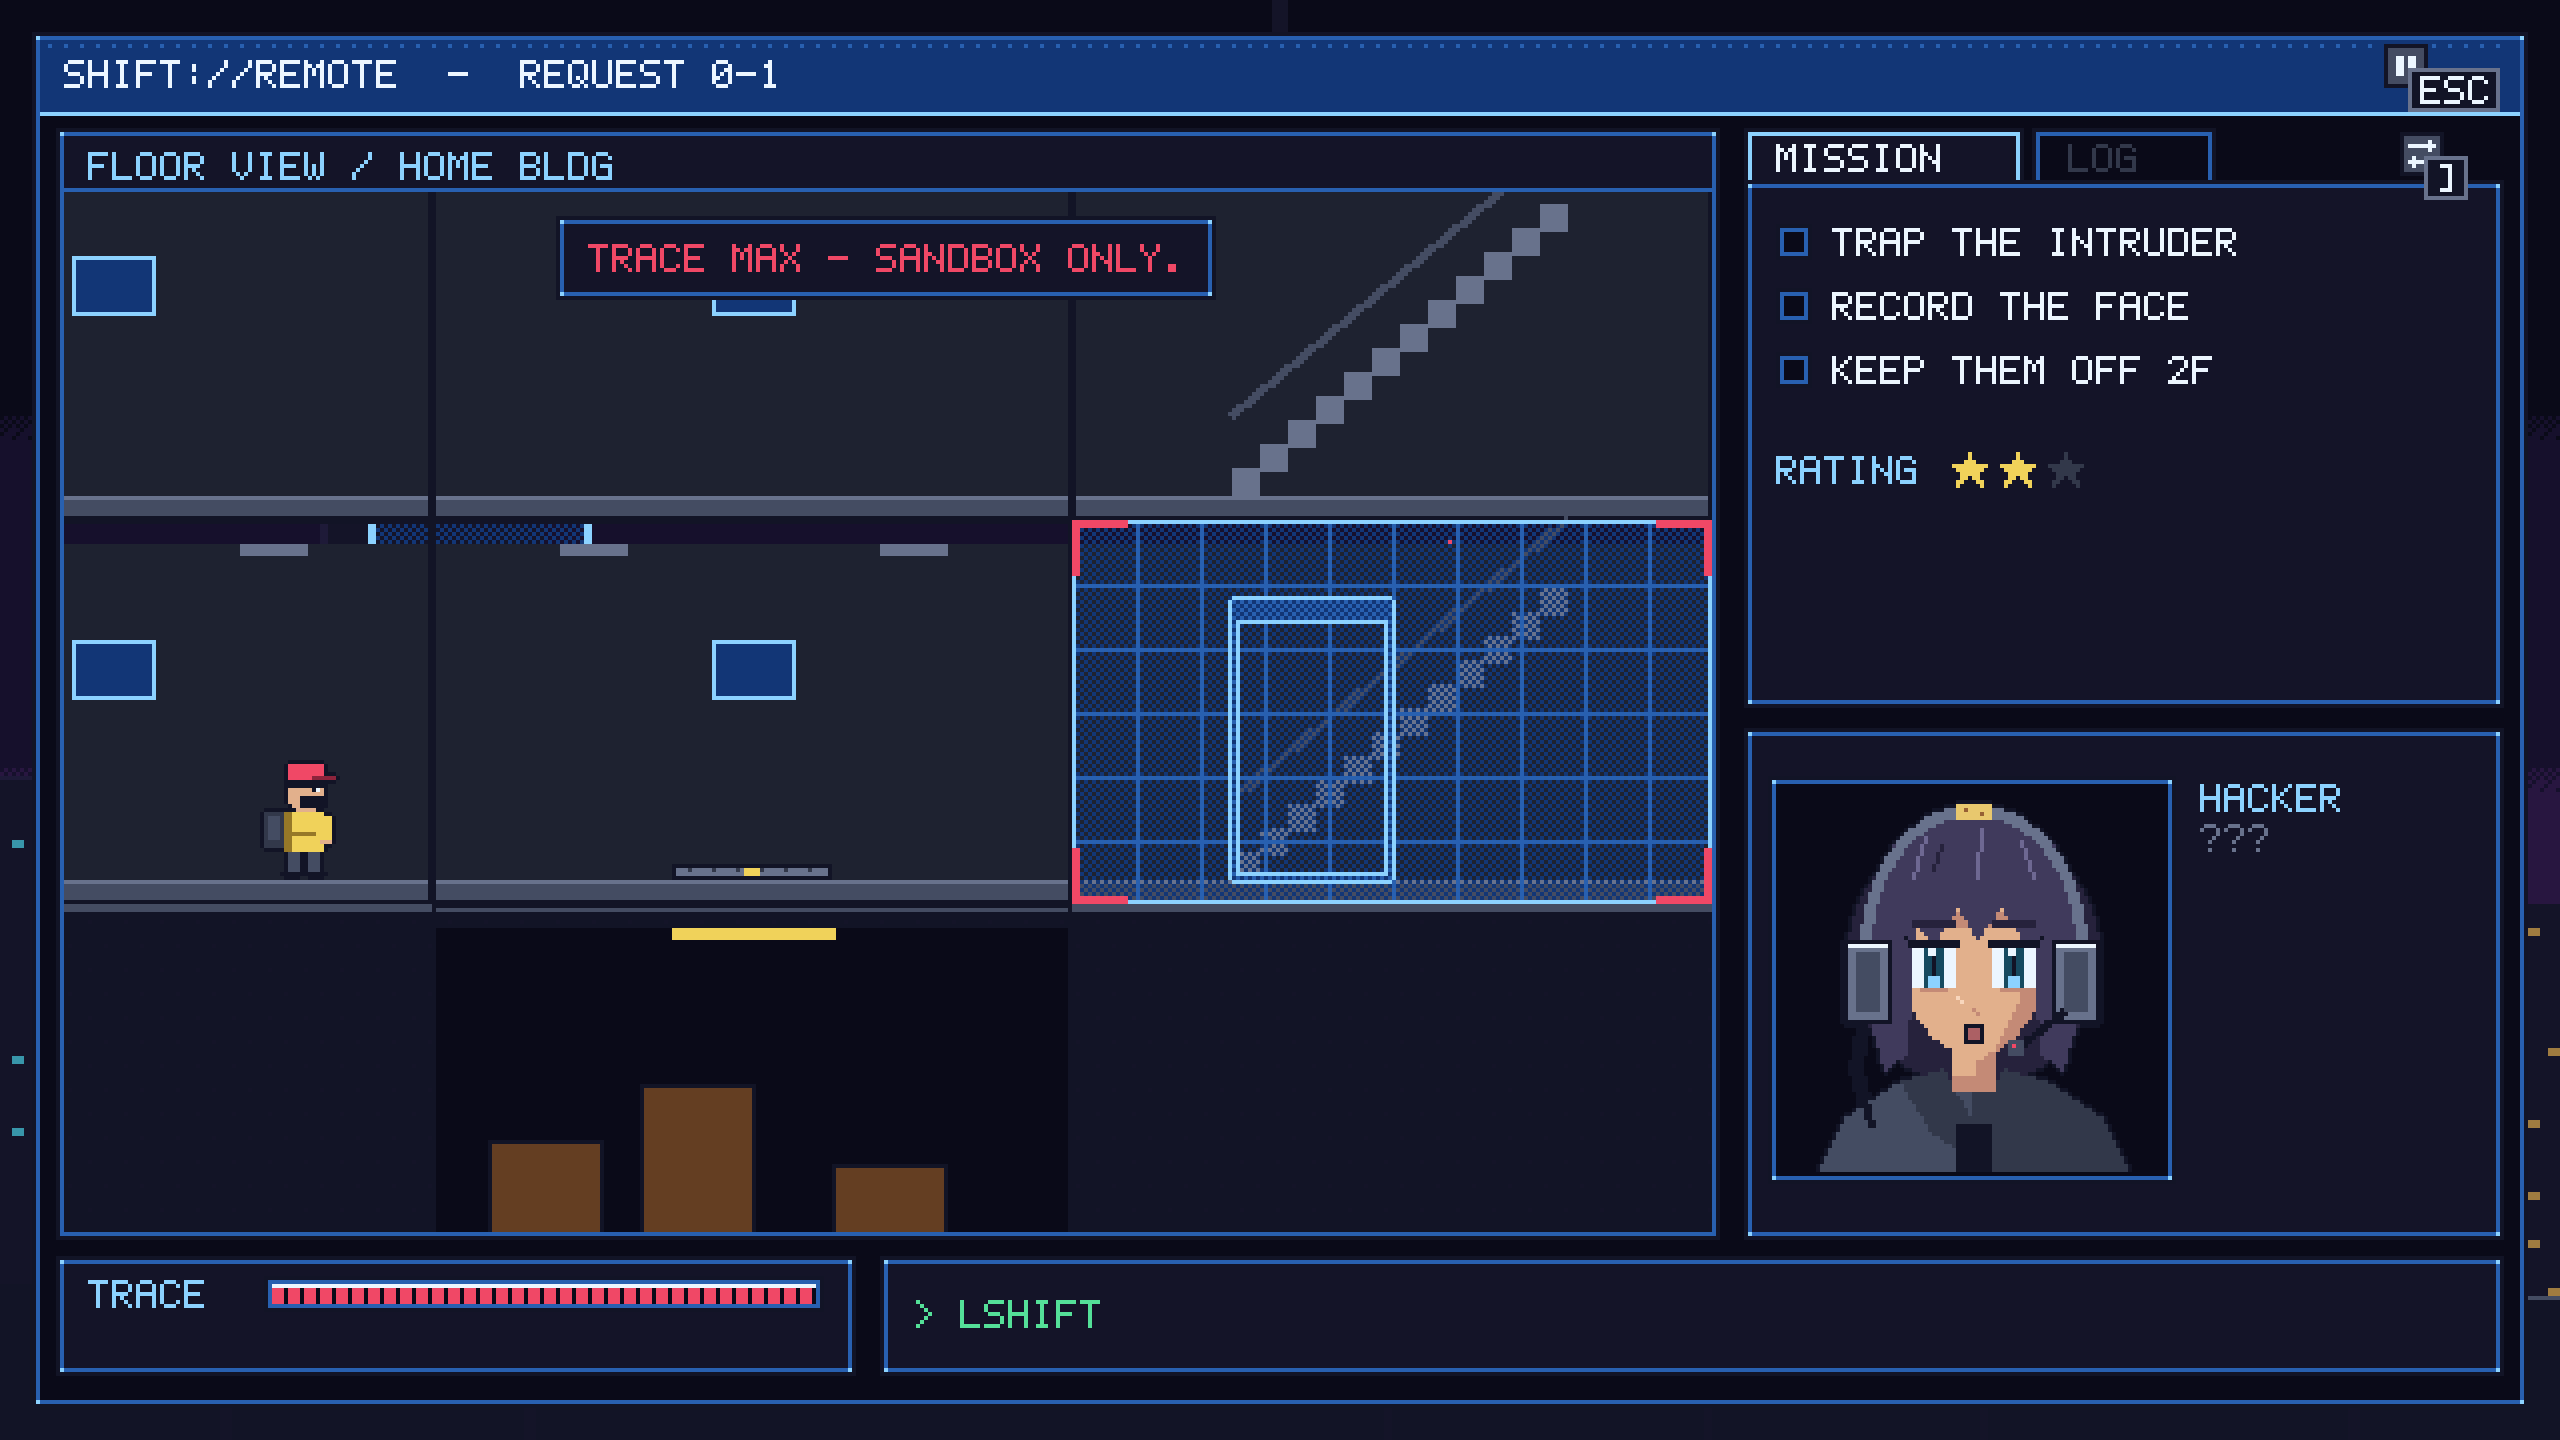 SHIFT://REMOTE - REQUEST 0-1
ESC
FLOOR VIEW / HOME BLDG
TRACE MAX - SANDBOX ONLY.
MISSION
LOG
]
TRAP THE INTRUDER
RECORD THE FACE
KEEP THEM OFF 2F
RATING
HACKER
???
TRACE
> LSHIFT